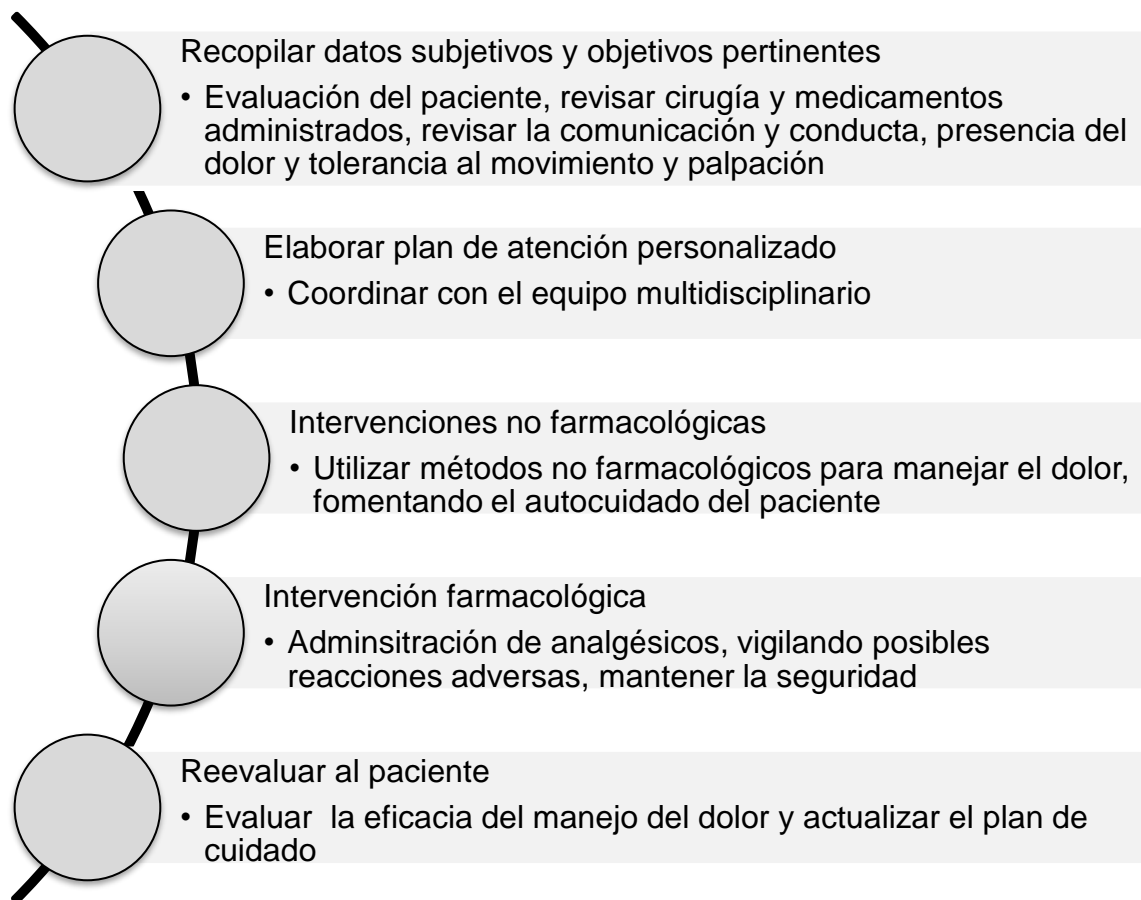 Recopilar datos subjetivos y objetivos pertinentes
• Evaluación del paciente, revisar cirugía y medicamentos
administrados, revisar la comunicación y conducta, presencia del
dolor y tolerancia al movimiento y palpación
Elaborar plan de atención personalizado
• Coordinar con el equipo multidisciplinario
Intervenciones no farmacológicas
• Utilizar métodos no farmacológicos para manejar el dolor,
fomentando el autocuidado del paciente
Intervención farmacológica
• Adminsitración de analgésicos, vigilando posibles
reacciones adversas, mantener la seguridad
Reevaluar al paciente
• Evaluar  la eficacia del manejo del dolor y actualizar el plan de
cuidado